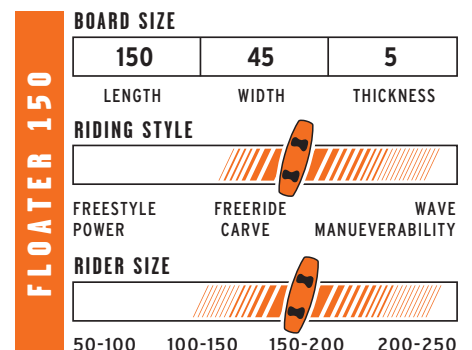 FLOATER 150
BOARD SIZE
150 45 5
LENGTH WIDTH THICKNESS
RIDING STYLE
FREESTYLE FREERIDE WAVE
POWER CARVE MANUEVERABILITY
RIDER SIZE
50-100 100-150 150-200 200-250